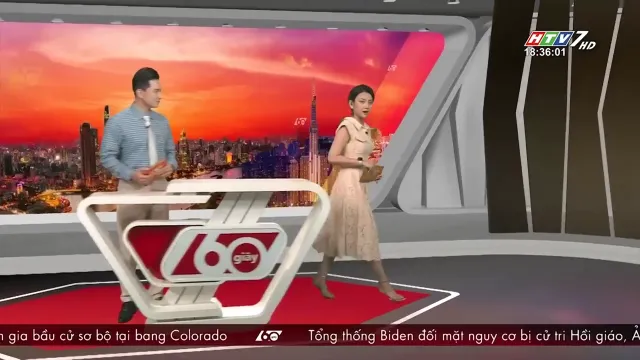 HTV7 HD
18:36:01
60
giây
n gia bầu cử sơ bộ tại bang Colorado 60 Tổng thống Biden đối mặt nguy cơ bị cử tri Hồi giáo, Ả